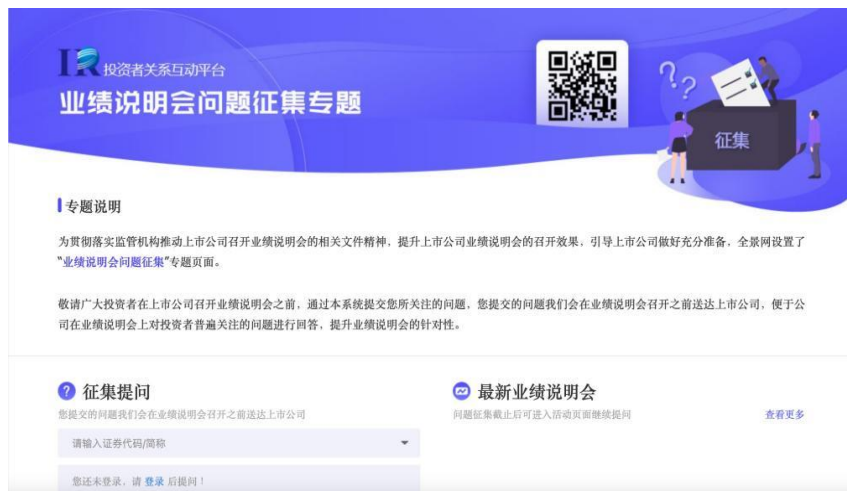 IR 投资者关系互动平台
业绩说明会问题征集专题
征集
专题说明
为贯彻落实监管机构推动上市公司召开业绩说明会的相关文件精神，提升上市公司业绩说明会的召开效果，引导上市公司做好充分准备，全景网设置了
“业绩说明会问题征集”专题页面。
敬请广大投资者在上市公司召开业绩说明会之前，通过本系统提交您所关注的问题，您提交的问题我们会在业绩说明会召开之前送达上市公司，便于公
司在业绩说明会上对投资者普遍关注的问题进行回答，提升业绩说明会的针对性。
征集提问
您提交的问题我们会在业绩说明会召开之前送达上市公司
请输入证券代码/简称
您还未登录，请 登录 后提问！
最新业绩说明会
问题征集截止后可进入活动页面继续提问
查看更多